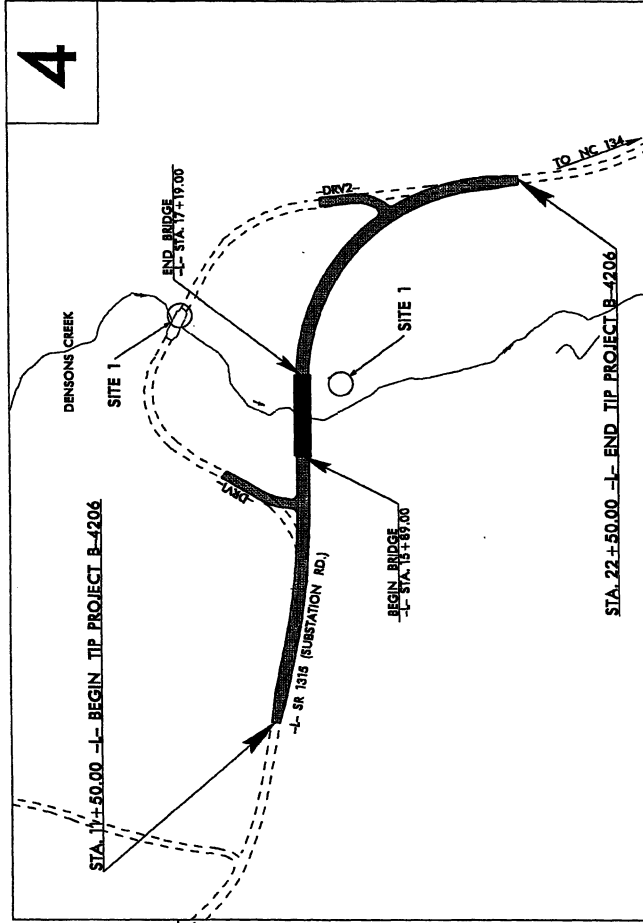 4
STA. 11+50.00 -L- BEGIN TIP PROJECT B-4206
DENSONS CREEK
SITE 1
END BRIDGE
-L- STA. 17+19.00
-DRV1-
-DRV2-
TO NC 134
-L- SR 1315 (SUBSTATION RD.)
BEGIN BRIDGE
-L- STA. 15+89.00
SITE 1
STA. 22+50.00 -L- END TIP PROJECT B-4206